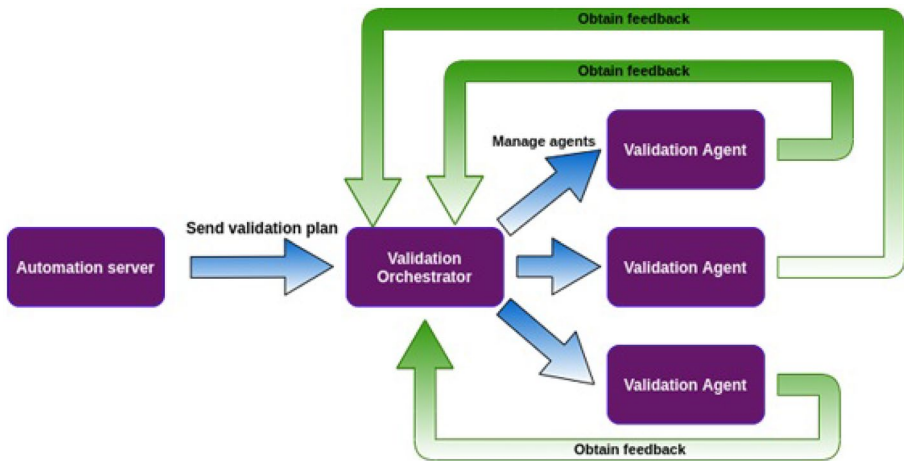 Obtain feedback
Obtain feedback
Manage agents
Validation Agent
Send validation plan
Automation server
Validation
Orchestrator
Validation Agent
Validation Agent
Obtain feedback